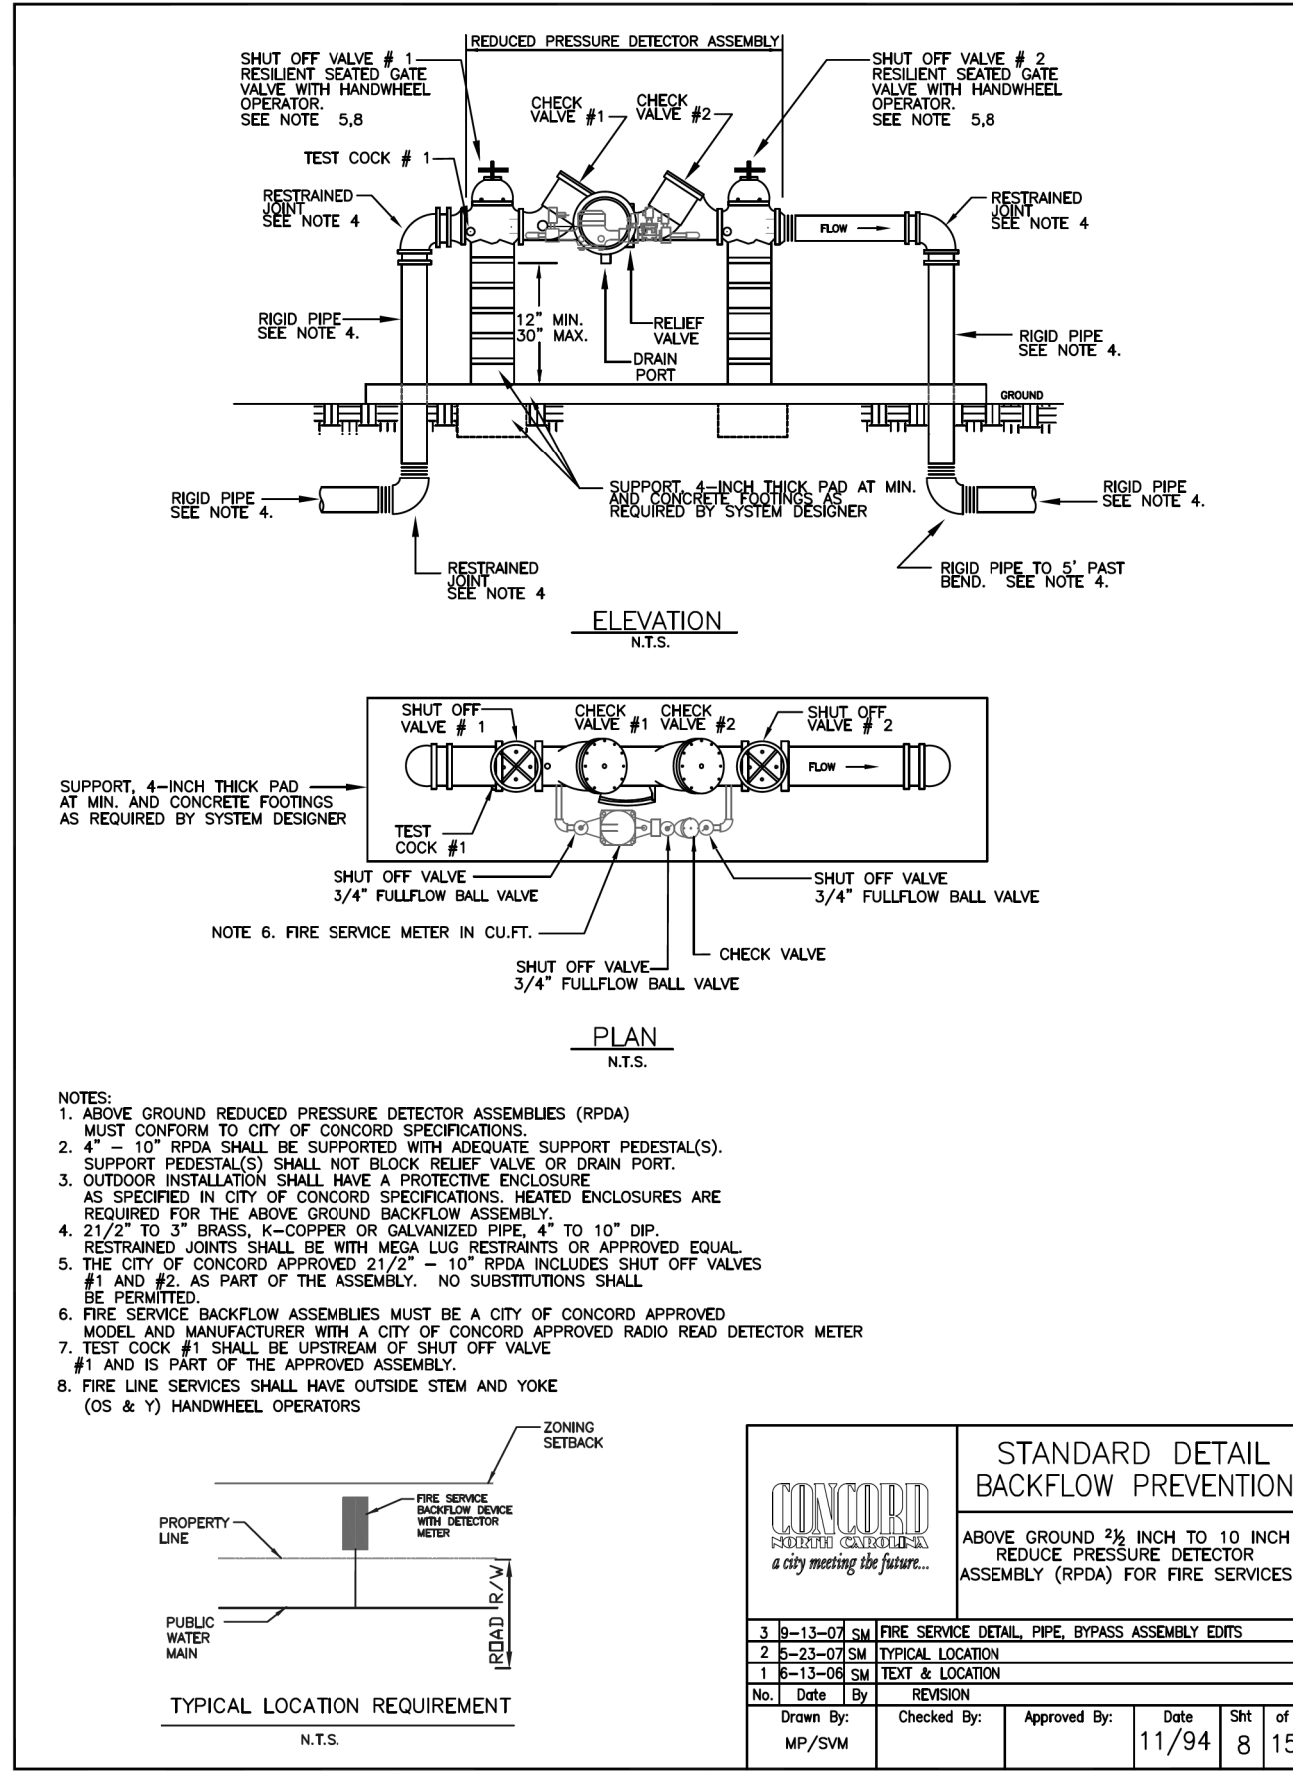 REDUCED PRESSURE DETECTOR ASSEMBLY
SHUT OFF VALVE # 1
RESILIENT SEATED GATE
VALVE WITH HANDWHEEL
OPERATOR.
SEE NOTE 5,8
CHECK
VALVE #1
CHECK
VALVE #2
SHUT OFF VALVE # 2
RESILIENT SEATED GATE
VALVE WITH HANDWHEEL
OPERATOR.
SEE NOTE 5,8
TEST COCK # 1
RESTRAINED
JOINT
SEE NOTE 4
RESTRAINED
JOINT
SEE NOTE 4
FLOW
RIGID PIPE
SEE NOTE 4.
12" MIN.
30" MAX.
RELIEF
VALVE
DRAIN
PORT
RIGID PIPE
SEE NOTE 4.
GROUND
RIGID PIPE
SEE NOTE 4.
SUPPORT, 4-INCH THICK PAD AT MIN.
AND CONCRETE FOOTINGS AS
REQUIRED BY SYSTEM DESIGNER
RIGID PIPE
SEE NOTE 4.
RESTRAINED
JOINT
SEE NOTE 4
RIGID PIPE TO 5' PAST
BEND. SEE NOTE 4.
ELEVATION
N.T.S.
SHUT OFF
VALVE # 1
CHECK
VALVE #1
CHECK
VALVE #2
SHUT OFF
VALVE # 2
FLOW
SUPPORT, 4-INCH THICK PAD
AT MIN. AND CONCRETE FOOTINGS
AS REQUIRED BY SYSTEM DESIGNER
TEST
COCK #1
SHUT OFF VALVE
3/4" FULLFLOW BALL VALVE
SHUT OFF VALVE
3/4" FULLFLOW BALL VALVE
NOTE 6. FIRE SERVICE METER IN CU.FT.
CHECK VALVE
SHUT OFF VALVE
3/4" FULLFLOW BALL VALVE
PLAN
N.T.S.
NOTES:
1. ABOVE GROUND REDUCED PRESSURE DETECTOR ASSEMBLIES (RPDA)
MUST CONFORM TO CITY OF CONCORD SPECIFICATIONS.
2. 4" - 10" RPDA SHALL BE SUPPORTED WITH ADEQUATE SUPPORT PEDESTAL(S).
SUPPORT PEDESTAL(S) SHALL NOT BLOCK RELIEF VALVE OR DRAIN PORT.
3. OUTDOOR INSTALLATION SHALL HAVE A PROTECTIVE ENCLOSURE
AS SPECIFIED IN CITY OF CONCORD SPECIFICATIONS. HEATED ENCLOSURES ARE
REQUIRED FOR THE ABOVE GROUND BACKFLOW ASSEMBLY.
4. 21/2" TO 3" BRASS, K-COPPER OR GALVANIZED PIPE, 4" TO 10" DIP.
RESTRAINED JOINTS SHALL BE WITH MEGA LUG RESTRAINTS OR APPROVED EQUAL.
5. THE CITY OF CONCORD APPROVED 21/2" - 10" RPDA INCLUDES SHUT OFF VALVES
#1 AND #2. AS PART OF THE ASSEMBLY. NO SUBSTITUTIONS SHALL
BE PERMITTED.
6. FIRE SERVICE BACKFLOW ASSEMBLIES MUST BE A CITY OF CONCORD APPROVED
MODEL AND MANUFACTURER WITH A CITY OF CONCORD APPROVED RADIO READ DETECTOR METER
7. TEST COCK #1 SHALL BE UPSTREAM OF SHUT OFF VALVE
#1 AND IS PART OF THE APPROVED ASSEMBLY.
8. FIRE LINE SERVICES SHALL HAVE OUTSIDE STEM AND YOKE
(OS & Y) HANDWHEEL OPERATORS
ZONING
SETBACK
FIRE SERVICE
BACKFLOW DEVICE
WITH DETECTOR
METER
PROPERTY
LINE
PUBLIC
WATER
MAIN
ROAD R/W
TYPICAL LOCATION REQUIREMENT
N.T.S.
CONCORD
NORTH CAROLINA
a city meeting the future...
STANDARD DETAIL
BACKFLOW PREVENTION
ABOVE GROUND 2½ INCH TO 10 INCH
REDUCE PRESSURE DETECTOR
ASSEMBLY (RPDA) FOR FIRE SERVICES
3 9-13-07 SM FIRE SERVICE DETAIL, PIPE, BYPASS ASSEMBLY EDITS
2 5-23-07 SM TYPICAL LOCATION
1 6-13-06 SM TEXT & LOCATION
No. Date By REVISION
Drawn By: Checked By: Approved By: Date Sht of
MP/SVM 11/94 8 15